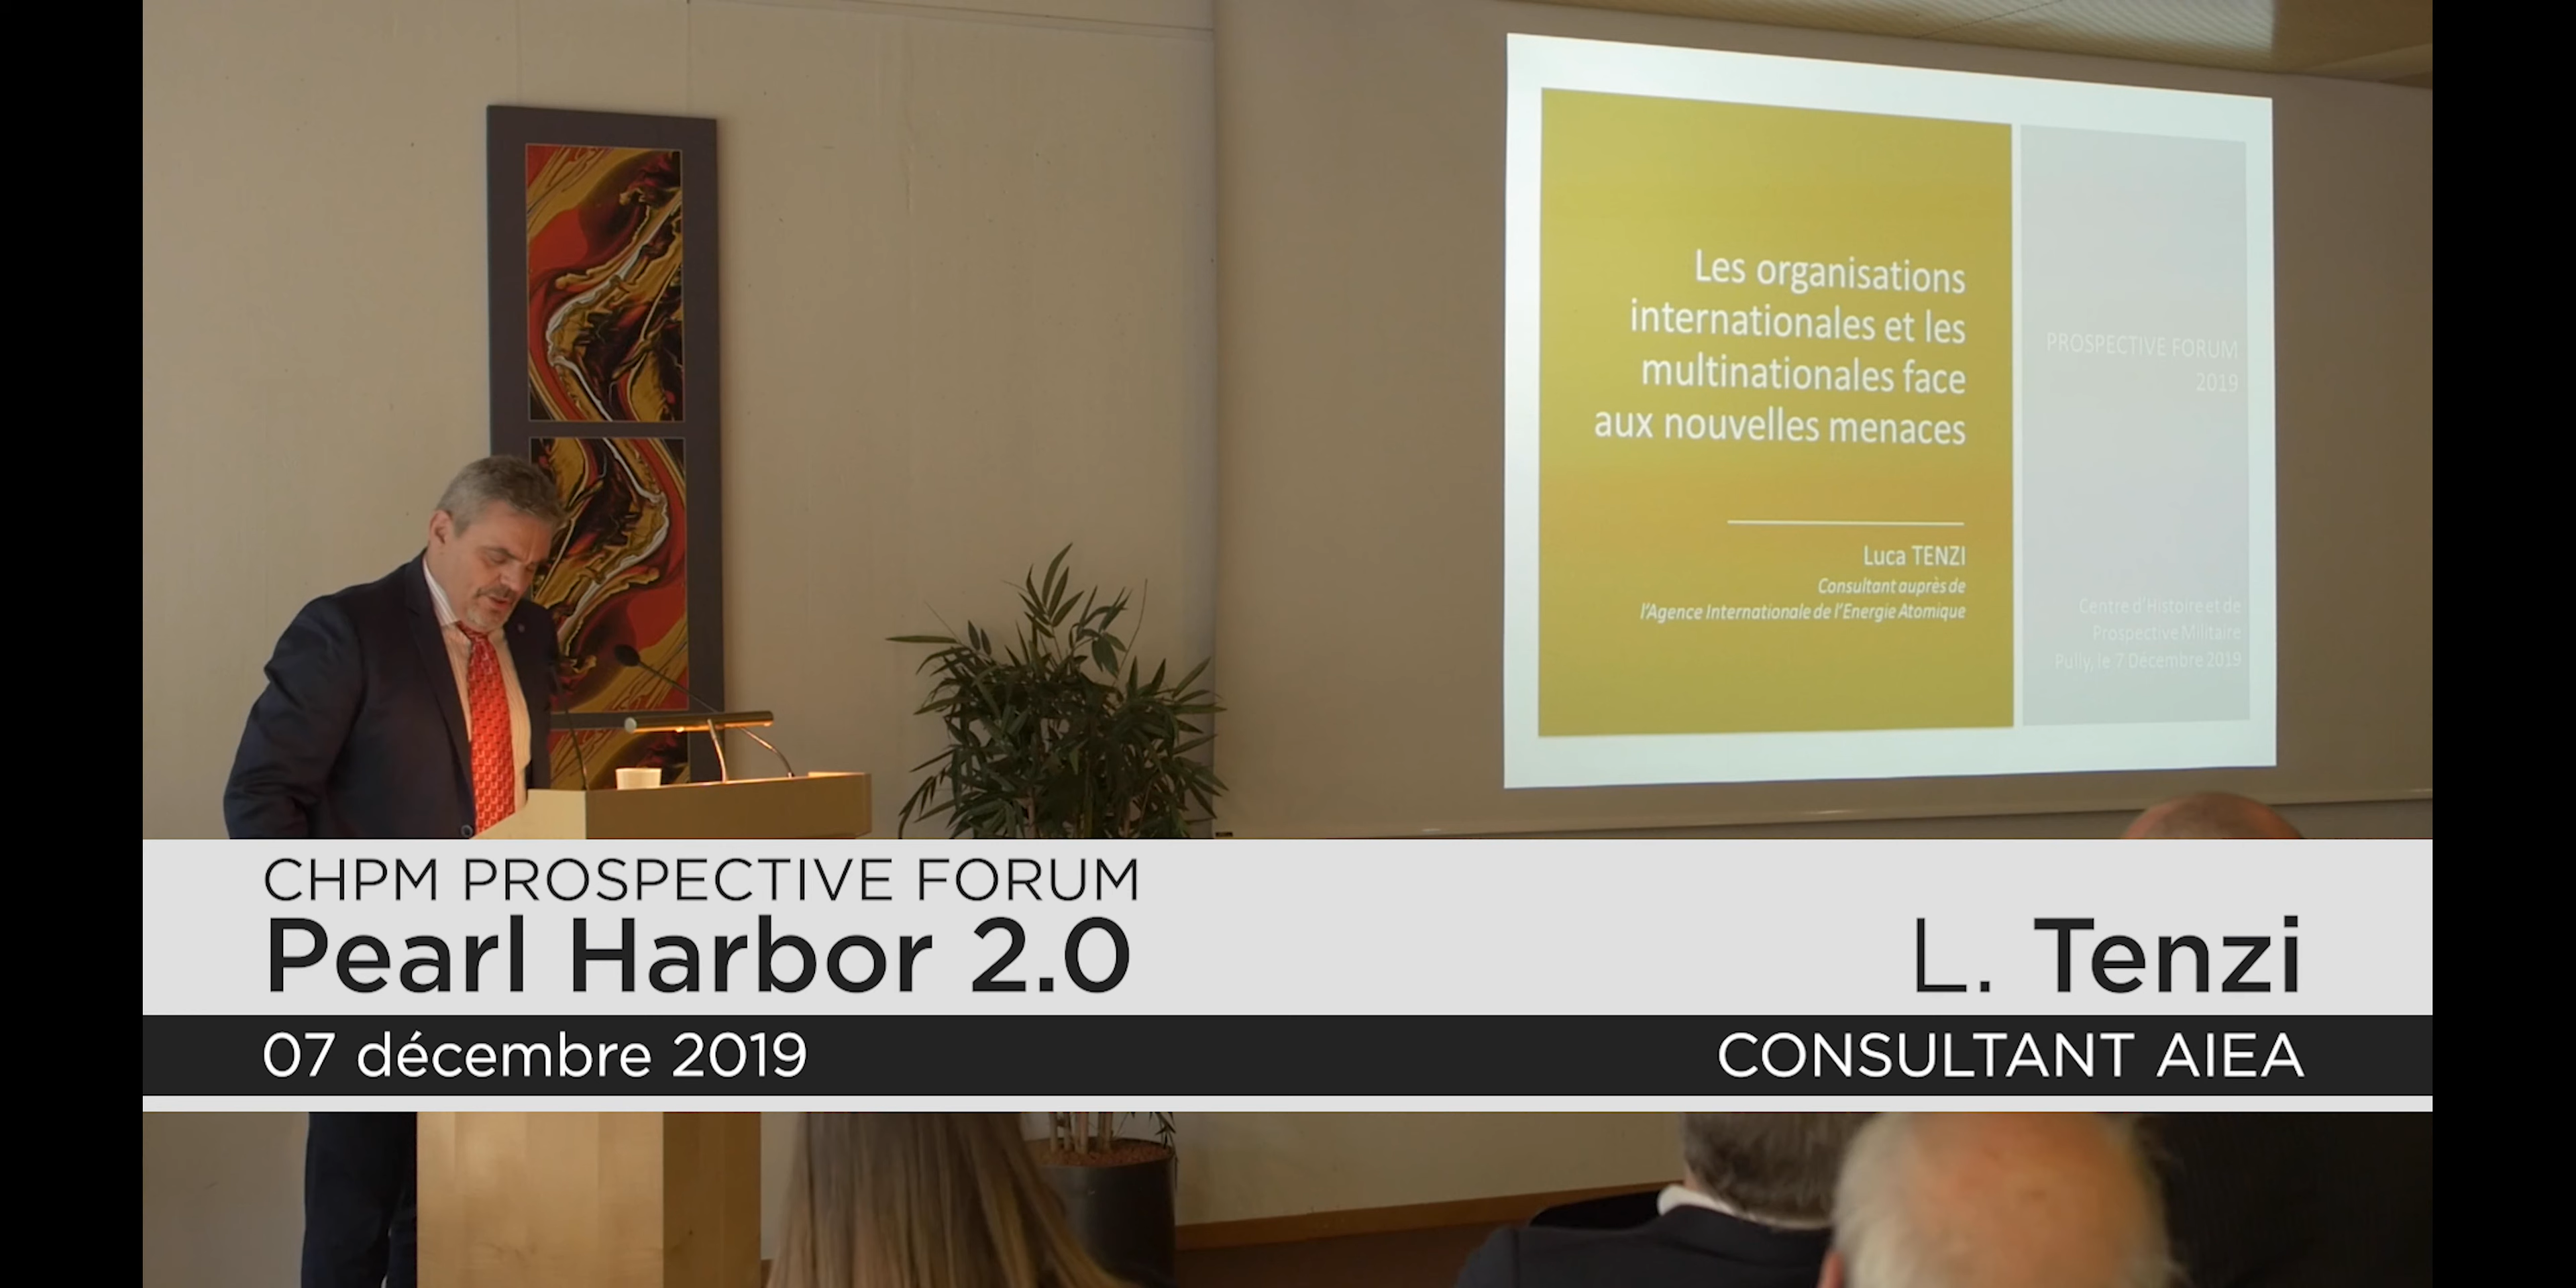 Les organisations
internationales et les
multinationales face
aux nouvelles menaces
Luca TENZI
Consultant auprès de
l'Agence Internationale de l'Energie Atomique
PROSPECTIVE FORUM
2019
Centre d'Histoire et de
Prospective Militaire
Pully, le 7 Décembre 2019
CHPM PROSPECTIVE FORUM
Pearl Harbor 2.0
L. Tenzi
07 décembre 2019
CONSULTANT AIEA